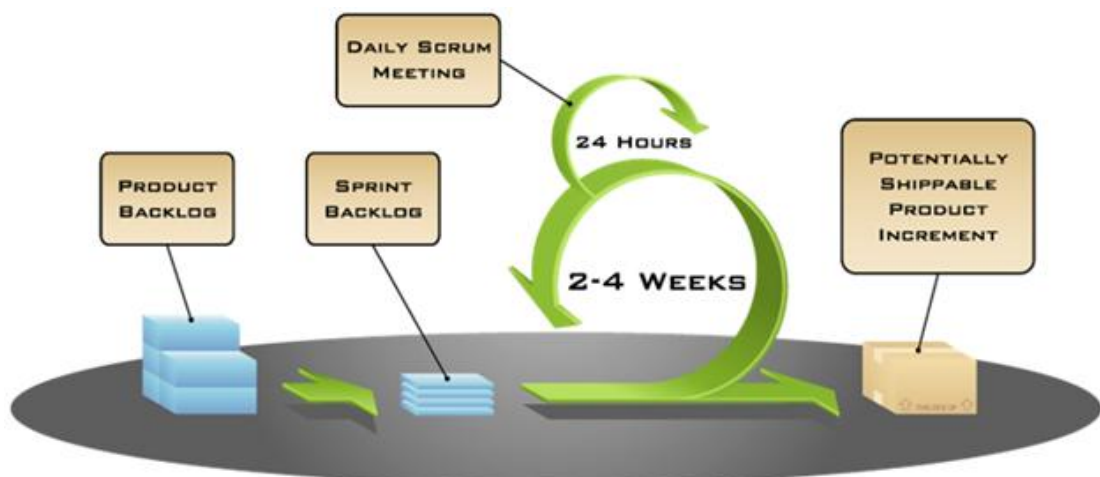 DAILY SCRUM
MEETING
24 HOURS
PRODUCT
BACKLOG
SPRINT
BACKLOG
POTENTIALLY
SHIPPABLE
PRODUCT
INCREMENT
2-4 WEEKS